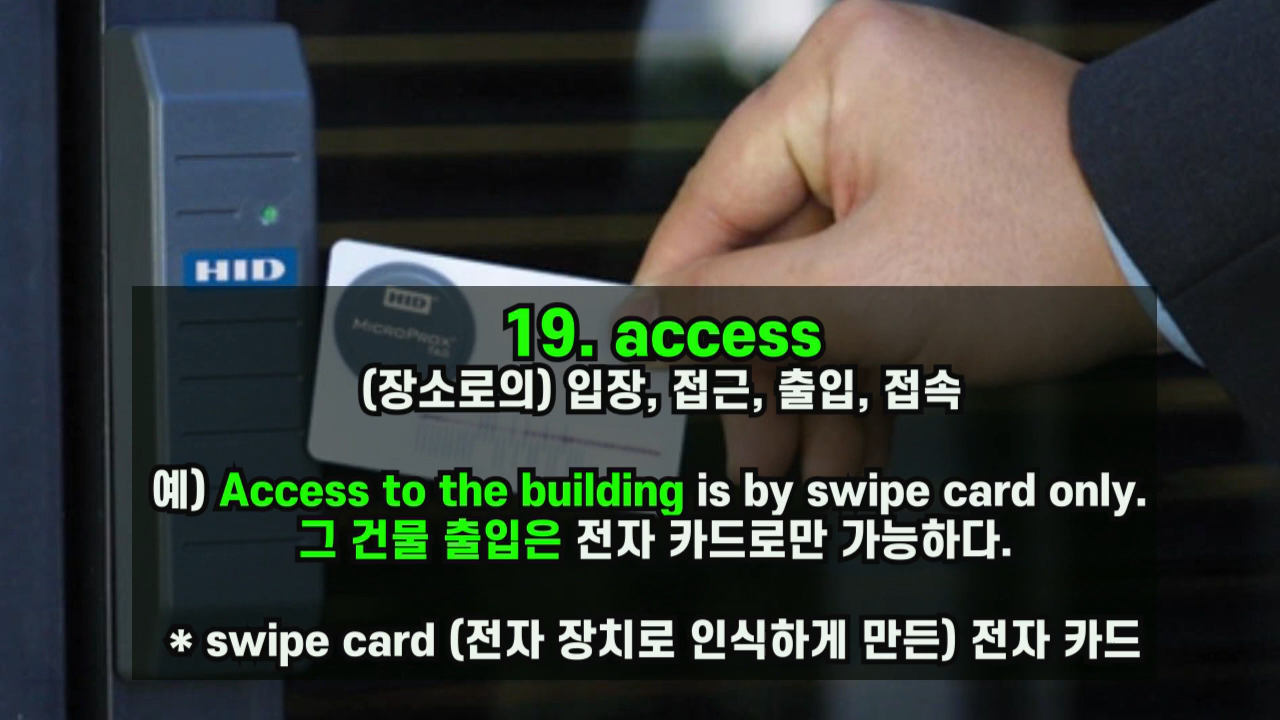 HID
HID
MICROPROX
TAG
19. access
(장소로의) 입장, 접근, 출입, 접속
예) Access to the building is by swipe card only.
그 건물 출입은 전자 카드로만 가능하다.
* swipe card (전자 장치로 인식하게 만든) 전자 카드